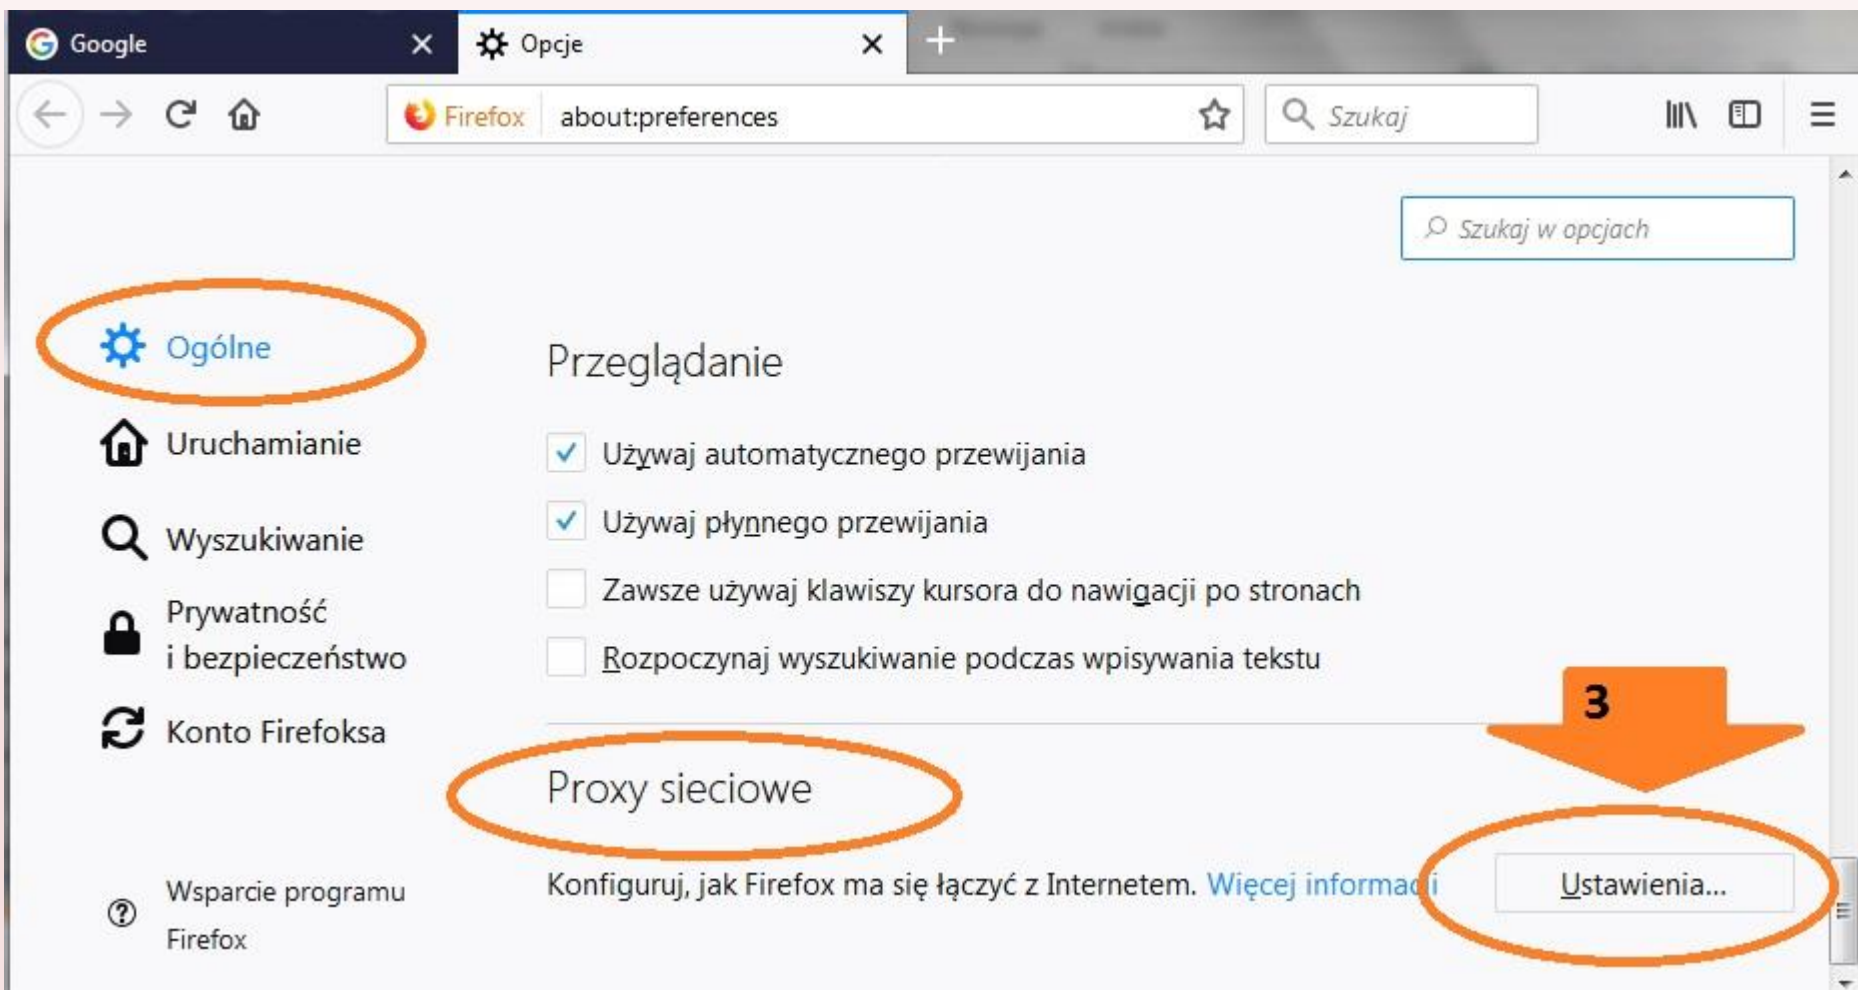 Google
Opcje
Firefox
about:preferences
Szukaj
Szukaj w opcjach
Ogólne
Uruchamianie
Wyszukiwanie
Prywatność
i bezpieczeństwo
Konto Firefoksa
Wsparcie programu
Firefox
Przeglądanie
Używaj automatycznego przewijania
Używaj płynnego przewijania
Zawsze używaj klawiszy kursora do nawigacji po stronach
Rozpoczynaj wyszukiwanie podczas wpisywania tekstu
Proxy sieciowe
Konfiguruj, jak Firefox ma się łączyć z Internetem. Więcej informacji
3
Ustawienia...